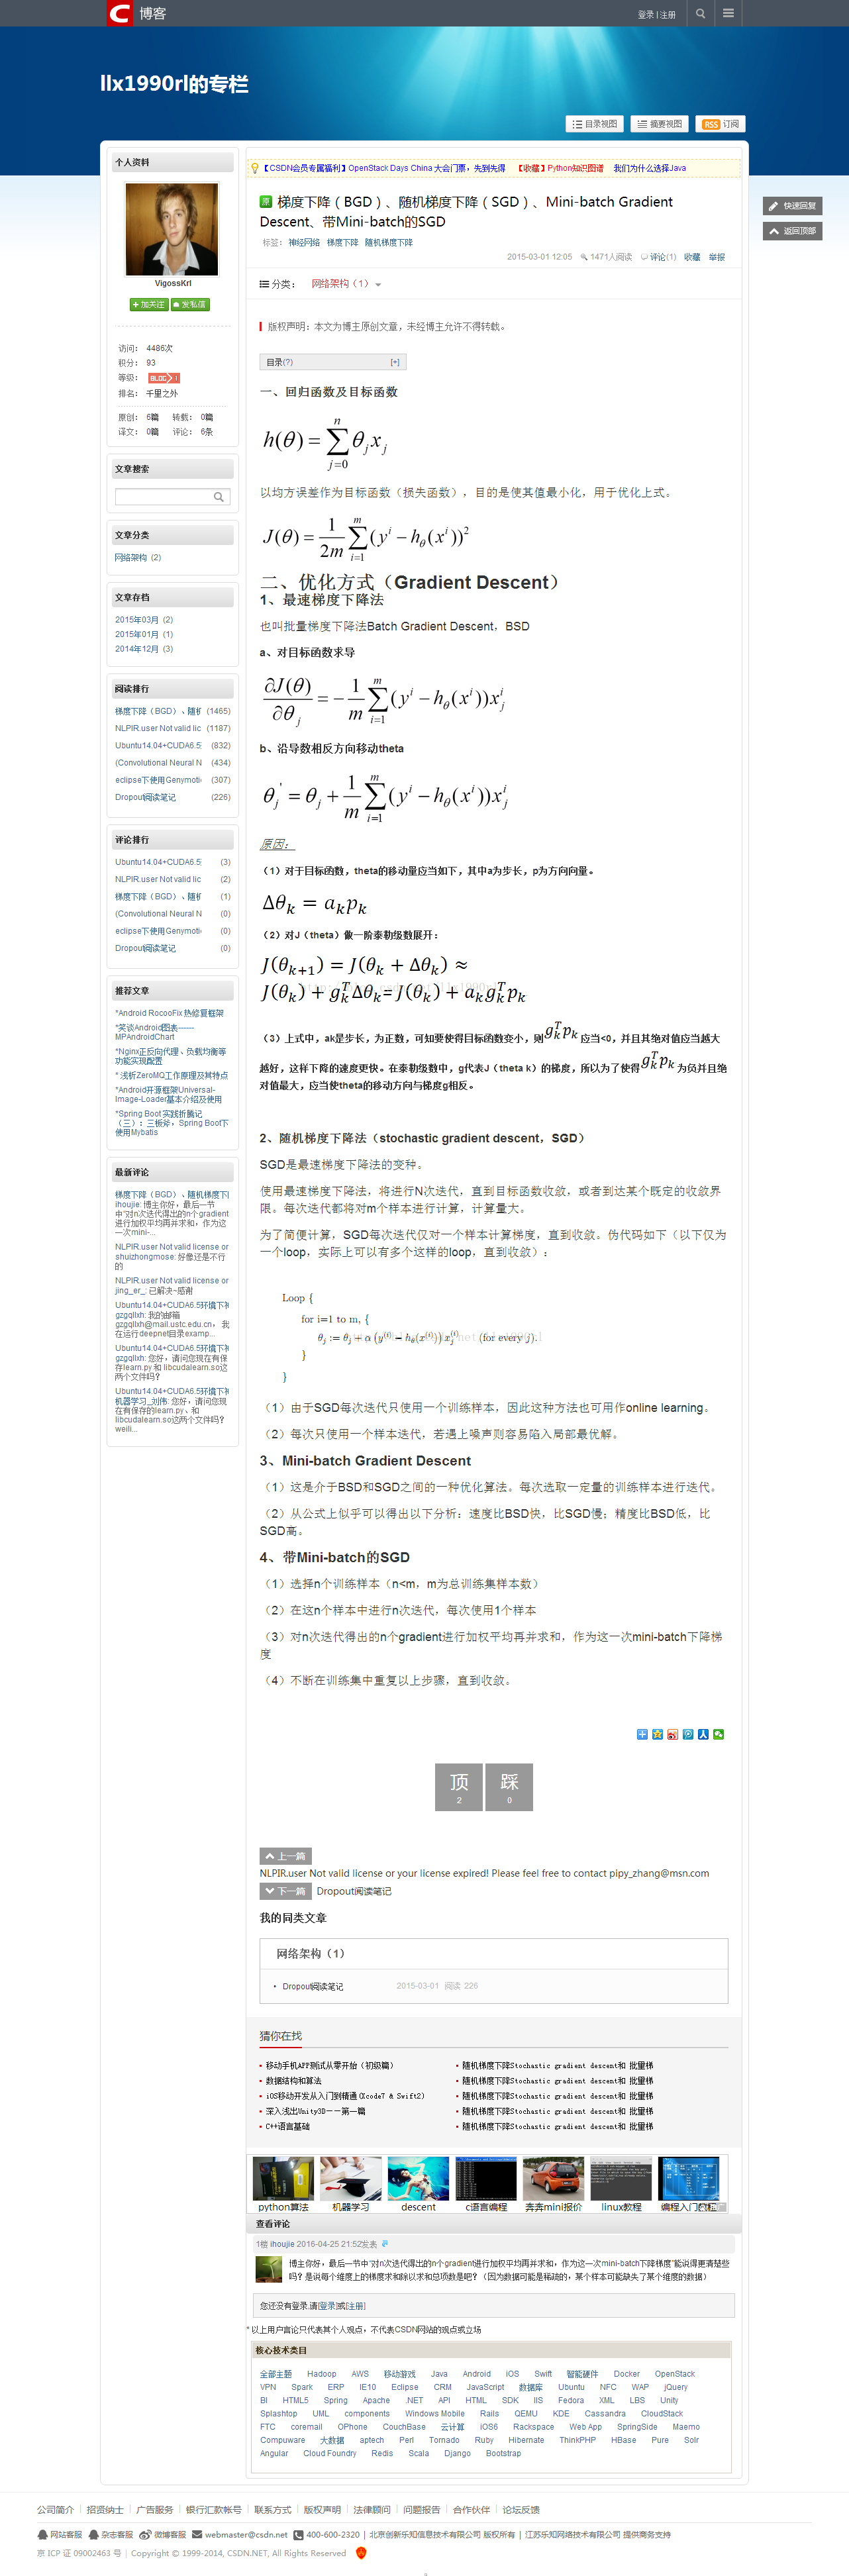 博客
登录 | 注册
llx1990rl的专栏
目录视图
摘要视图
RSS 订阅
个人资料
VigossKrl
加关注
发私信
访问： 4486次
积分： 93
等级： BLOG 1
排名： 千里之外
原创： 6篇 转载： 0篇
译文： 0篇 评论： 6条
文章搜索
文章分类
网络架构 (2)
文章存档
2015年03月 (2)
2015年01月 (1)
2014年12月 (3)
阅读排行
梯度下降（BGD）、随机 (1465)
NLPIR.user Not valid lic (1187)
Ubuntu14.04+CUDA6.5 (832)
(Convolutional Neural N (434)
eclipse下使用Genymoti (307)
Dropout阅读笔记 (226)
评论排行
Ubuntu14.04+CUDA6.5 (3)
NLPIR.user Not valid lic (2)
梯度下降（BGD）、随机 (1)
(Convolutional Neural N (0)
eclipse下使用Genymoti (0)
Dropout阅读笔记 (0)
推荐文章
*Android RocooFix 热修复框架
*笑谈Android图表------
MPAndroidChart
*Nginx正反向代理、负载均衡等
功能实现配置
* 浅析ZeroMQ工作原理及其特点
*Android开源框架Universal-
Image-Loader基本介绍及使用
*Spring Boot 实践折腾记
（三）：三板斧，Spring Boot下
使用Mybatis
最新评论
梯度下降（BGD）、随机梯度下
ihoujie: 博主你好，最后一节
中“对n次迭代得出的n个gradient
进行加权平均再并求和，作为这
一次mini-...
NLPIR.user Not valid license or
shuizhongmose: 好像还是不行
的
NLPIR.user Not valid license or
jing_er_: 已解决~感谢
Ubuntu14.04+CUDA6.5环境下
gzgqllxh: 我的邮箱
gzgqllxh@mail.ustc.edu.cn， 我
在运行deepnet目录examp...
Ubuntu14.04+CUDA6.5环境下
gzgqllxh: 您好，请问您现在有保
存learn.py 和 libcudalearn.so这
两个文件吗?
Ubuntu14.04+CUDA6.5环境下
机器学习_刘伟: 您好，请问您现
在有保存的learn.py、和
libcudalearn.so这两个文件吗?
weili...
【CSDN会员专属福利】OpenStack Days China 大会门票，先到先得 【收藏】Python知识图谱 我们为什么选择Java
原 梯度下降（BGD）、随机梯度下降（SGD）、Mini-batch Gradient
Descent、带Mini-batch的SGD
标签： 神经网络 梯度下降 随机梯度下降
2015-03-01 12:05 1471人阅读 评论(1) 收藏 举报
分类： 网络架构（1）
版权声明：本文为博主原创文章，未经博主允许不得转载。
目录(?) [+]
一、回归函数及目标函数
h(θ) = ∑_{j=0}^{n} θ_j x_j
以均方误差作为目标函数（损失函数），目的是使其值最小化，用于优化上式。
J(θ) = 1/2m ∑_{i=1}^{m} (y^i − h_θ(x^i))^2
二、优化方式（Gradient Descent）
1、最速梯度下降法
也叫批量梯度下降法Batch Gradient Descent，BSD
a、对目标函数求导
∂J(θ)/∂θ_j = − 1/m ∑_{i=1}^{m} (y^i − h_θ(x^i))x_j^i
b、沿导数相反方向移动theta
θ_j' = θ_j + 1/m ∑_{i=1}^{m} (y^i − h_θ(x^i))x_j^i
原因：
（1）对于目标函数，theta的移动量应当如下，其中a为步长，p为方向向量。
Δθ_k = a_k p_k
（2）对J（theta）做一阶泰勒级数展开：
J(θ_{k+1}) = J(θ_k + Δθ_k) ≈
J(θ_k) + g_k^T Δθ_k= J(θ_k) + a_k g_k^T p_k
（3）上式中，ak是步长，为正数，可知要使得目标函数变小，则 g_k^T p_k 应当<0，并且其绝对值应当越大
越好，这样下降的速度更快。在泰勒级数中，g代表J（theta k）的梯度，所以为了使得 g_k^T p_k 为负并且绝
对值最大，应当使theta的移动方向与梯度g相反。
2、随机梯度下降法（stochastic gradient descent，SGD）
SGD是最速梯度下降法的变种。
使用最速梯度下降法，将进行N次迭代，直到目标函数收敛，或者到达某个既定的收敛界
限。每次迭代都将对m个样本进行计算，计算量大。
为了简便计算，SGD每次迭代仅对一个样本计算梯度，直到收敛。伪代码如下（以下仅为
一个loop，实际上可以有多个这样的loop，直到收敛）：
Loop {
for i=1 to m, {
θ_j := θ_j + α (y^(i) − h_θ(x^(i))) x_j^(i) (for every j).
}
}
（1）由于SGD每次迭代只使用一个训练样本，因此这种方法也可用作online learning。
（2）每次只使用一个样本迭代，若遇上噪声则容易陷入局部最优解。
3、Mini-batch Gradient Descent
（1）这是介于BSD和SGD之间的一种优化算法。每次选取一定量的训练样本进行迭代。
（2）从公式上似乎可以得出以下分析：速度比BSD快，比SGD慢；精度比BSD低，比
SGD高。
4、带Mini-batch的SGD
（1）选择n个训练样本（n<m，m为总训练集样本数）
（2）在这n个样本中进行n次迭代，每次使用1个样本
（3）对n次迭代得出的n个gradient进行加权平均再并求和，作为这一次mini-batch下降梯
度
（4）不断在训练集中重复以上步骤，直到收敛。
顶
2
踩
0
上一篇
NLPIR.user Not valid license or your license expired! Please feel free to contact pipy_zhang@msn.com
下一篇 Dropout阅读笔记
我的同类文章
网络架构（1）
• Dropout阅读笔记 2015-03-01 阅读 226
猜你在找
移动手机APP测试从零开始（初级篇）
数据结构和算法
iOS移动开发从入门到精通(Xcode7 & Swift2)
深入浅出Unity3D——第一篇
C++语言基础
随机梯度下降Stochastic gradient descent和 批量梯
随机梯度下降Stochastic gradient descent和 批量梯
随机梯度下降Stochastic gradient descent和 批量梯
随机梯度下降Stochastic gradient descent和 批量梯
随机梯度下降Stochastic gradient descent和 批量梯
python算法 机器学习 descent c语言编程 奔奔mini报价 linux教程 编程入门教程
查看评论
1楼 ihoujie 2016-04-25 21:52发表
博主你好，最后一节中“对n次迭代得出的n个gradient进行加权平均再并求和，作为这一次mini-batch下降梯度”能说得更清楚些
吗？是说每个维度上的梯度求和除以求和总项数是吧？（因为数据可能是稀疏的，某个样本可能缺失了某个维度的数据）
您还没有登录,请[登录]或[注册]
* 以上用户言论只代表其个人观点，不代表CSDN网站的观点或立场
核心技术类目
全部主题 Hadoop AWS 移动游戏 Java Android iOS Swift 智能硬件 Docker OpenStack
VPN Spark ERP IE10 Eclipse CRM JavaScript 数据库 Ubuntu NFC WAP jQuery
BI HTML5 Spring Apache .NET API HTML SDK IIS Fedora XML LBS Unity
Splashtop UML components Windows Mobile Rails QEMU KDE Cassandra CloudStack
FTC coremail OPhone CouchBase 云计算 iOS6 Rackspace Web App SpringSide Maemo
Compuware 大数据 aptech Perl Tornado Ruby Hibernate ThinkPHP HBase Pure Solr
Angular Cloud Foundry Redis Scala Django Bootstrap
快速回复
返回顶部
公司简介 | 招贤纳士 | 广告服务 | 银行汇款帐号 | 联系方式 | 版权声明 | 法律顾问 | 问题报告 | 合作伙伴 | 论坛反馈
网站客服 杂志客服 微博客服 webmaster@csdn.net 400-600-2320 | 北京创新乐知信息技术有限公司 版权所有 | 江苏乐知网络技术有限公司 提供商务支持
京 ICP 证 09002463 号 | Copyright © 1999-2014, CSDN.NET, All Rights Reserved